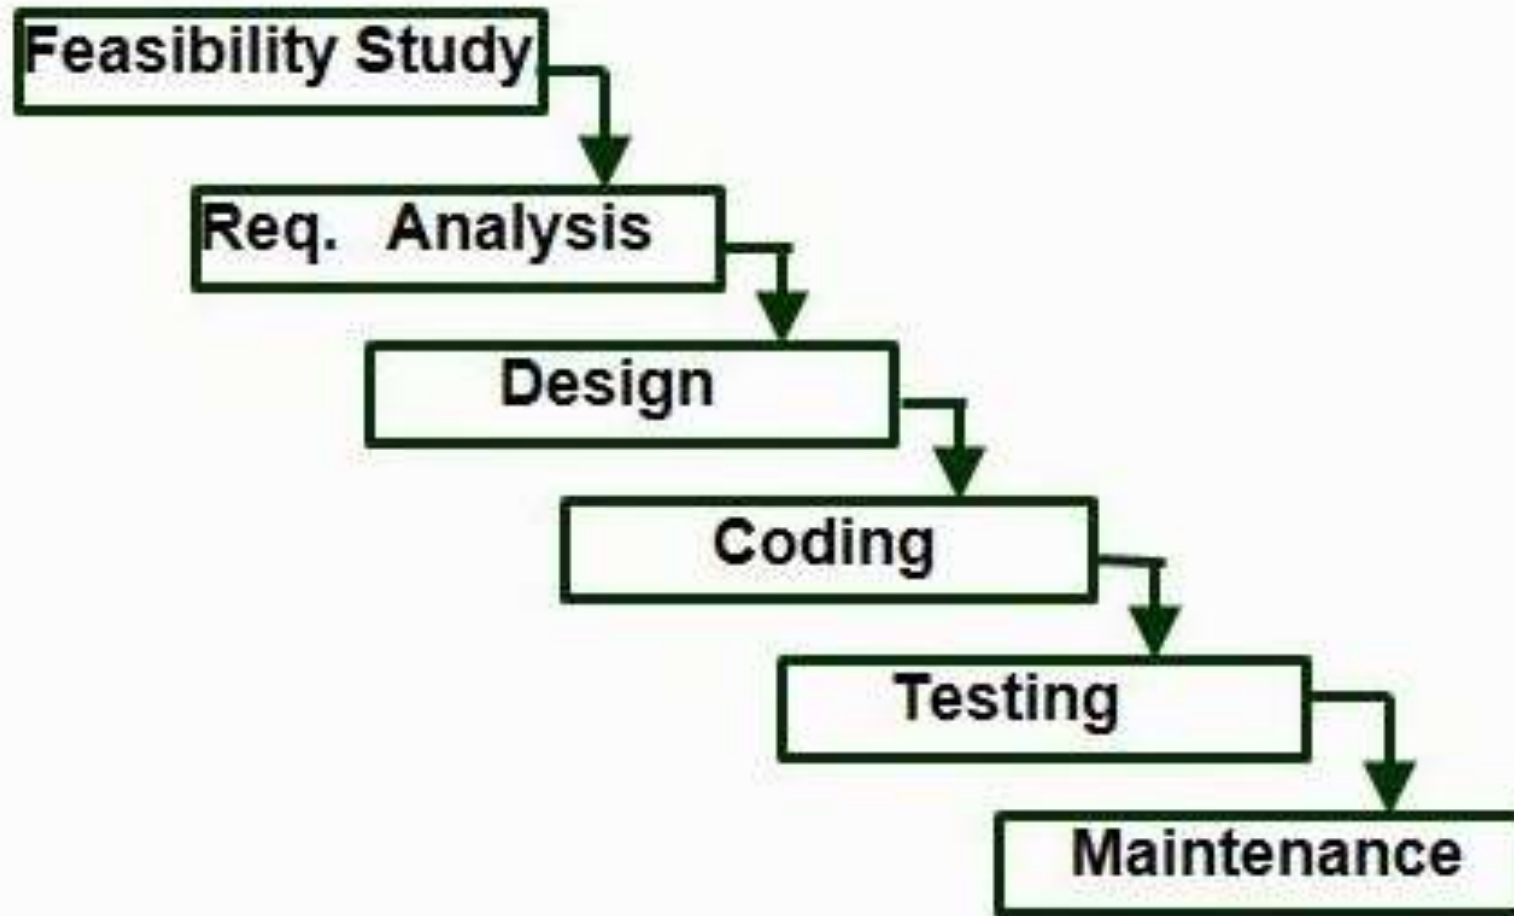 Feasibility Study
Req. Analysis
Design
Coding
Testing
Maintenance